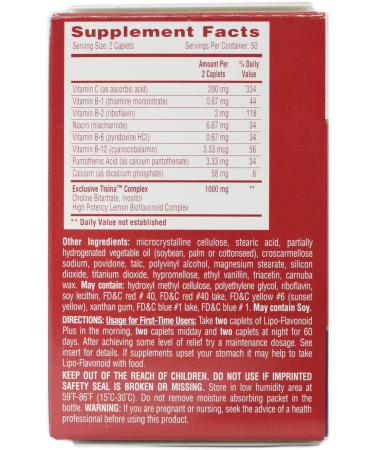 Supplement Facts
Serving Size: 2 Caplets Servings Per Container: 50
Amount Per 2 Caplets % Daily Value
Vitamin C (as ascorbic acid) 200 mg 334
Vitamin B-1 (thiamine mononitrate) 0.67 mg 44
Vitamin B-2 (riboflavin) 2 mg 118
Niacin (niacinamide) 6.67 mg 34
Vitamin B-6 (pyridoxine HCl) 0.67 mg 34
Vitamin B-12 (cyanocobalamin) 3.33 mcg 56
Pantothenic Acid (as calcium pantothenate) 3.33 mg 34
Calcium (as dicalcium phosphate) 58 mg 6
Exclusive Tisina™ Complex 1000 mg **
Choline Bitartrate, Inositol
High Potency Lemon Bioflavonoid Complex
** Daily Value not established
Other Ingredients: microcrystalline cellulose, stearic acid, partially
hydrogenated vegetable oil (soybean, palm or cottonseed), croscarmellose
sodium, povidone, talc, polyvinyl alcohol, magnesium stearate, silicon
dioxide, titanium dioxide, hypromellose, ethyl vanillin, triacetin, carnuba
wax. May contain: hydroxyl methyl cellulose, polyethylene glycol, riboflavin,
soy lecithin, FD&C red # 40, FD&C red #40 lake, FD&C yellow #6 (sunset
yellow), xanthan gum, FD&C blue #1 lake, FD&C blue # 1. May contain Soy.
DIRECTIONS: Usage for First-Time Users: Take two caplets of Lipo-Flavonoid
Plus in the morning, two caplets midday and two caplets at night for 60
days. After achieving some level of relief try a maintenance dosage. See
insert for details. If supplements upset your stomach it may help to take
Lipo-Flavonoid with food.
KEEP OUT OF THE REACH OF CHILDREN. DO NOT USE IF IMPRINTED
SAFETY SEAL IS BROKEN OR MISSING. Store in low humidity area at
59°F-86°F (15°C-30°C). Do not remove moisture absorbing packet in the
bottle. WARNING: If you are pregnant or nursing, seek the advice of a health
professional before using this product.